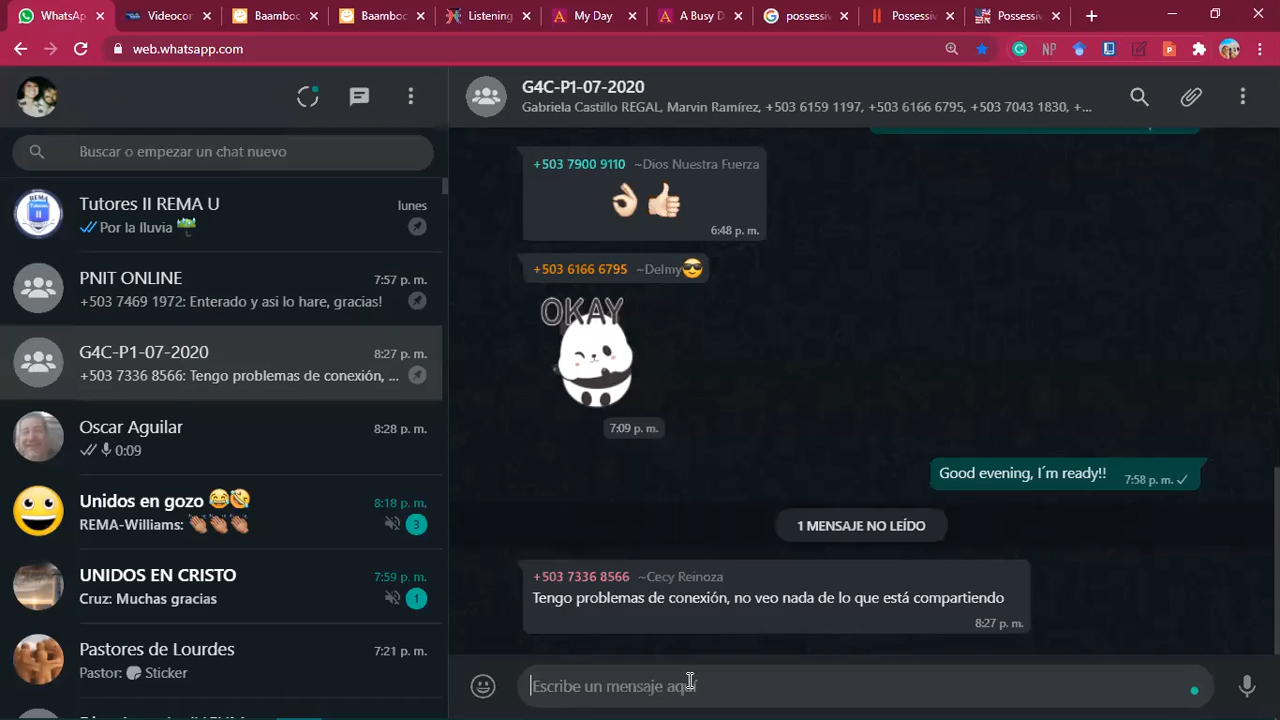 WhatsAp
Videocor
Baamboc
Baamboc
Listening
My Day
A Busy D
possessiv
Possessiv
Possessiv
web.whatsapp.com
NP
G4C-P1-07-2020
Gabriela Castillo REGAL, Marvin Ramírez, +503 6159 1197, +503 6166 6795, +503 7043 1830, +...
Buscar o empezar un chat nuevo
Tutores II REMA U
lunes
Por la lluvia
PNIT ONLINE
7:57 p. m.
+503 7469 1972: Enterado y asi lo hare, gracias!
G4C-P1-07-2020
8:27 p. m.
+503 7336 8566: Tengo problemas de conexión, ...
Oscar Aguilar
8:28 p. m.
0:09
Unidos en gozo
8:18 p. m.
REMA-Williams:
3
UNIDOS EN CRISTO
7:59 p. m.
Cruz: Muchas gracias
1
Pastores de Lourdes
7:21 p. m.
Pastor: Sticker
+503 7900 9110 ~Dios Nuestra Fuerza
6:48 p. m.
+503 6166 6795 ~Delmy
OKAY
7:09 p. m.
Good evening, I´m ready!!
7:58 p. m.
1 MENSAJE NO LEÍDO
+503 7336 8566 ~Cecy Reinoza
Tengo problemas de conexión, no veo nada de lo que está compartiendo
8:27 p. m.
Escribe un mensaje aquí